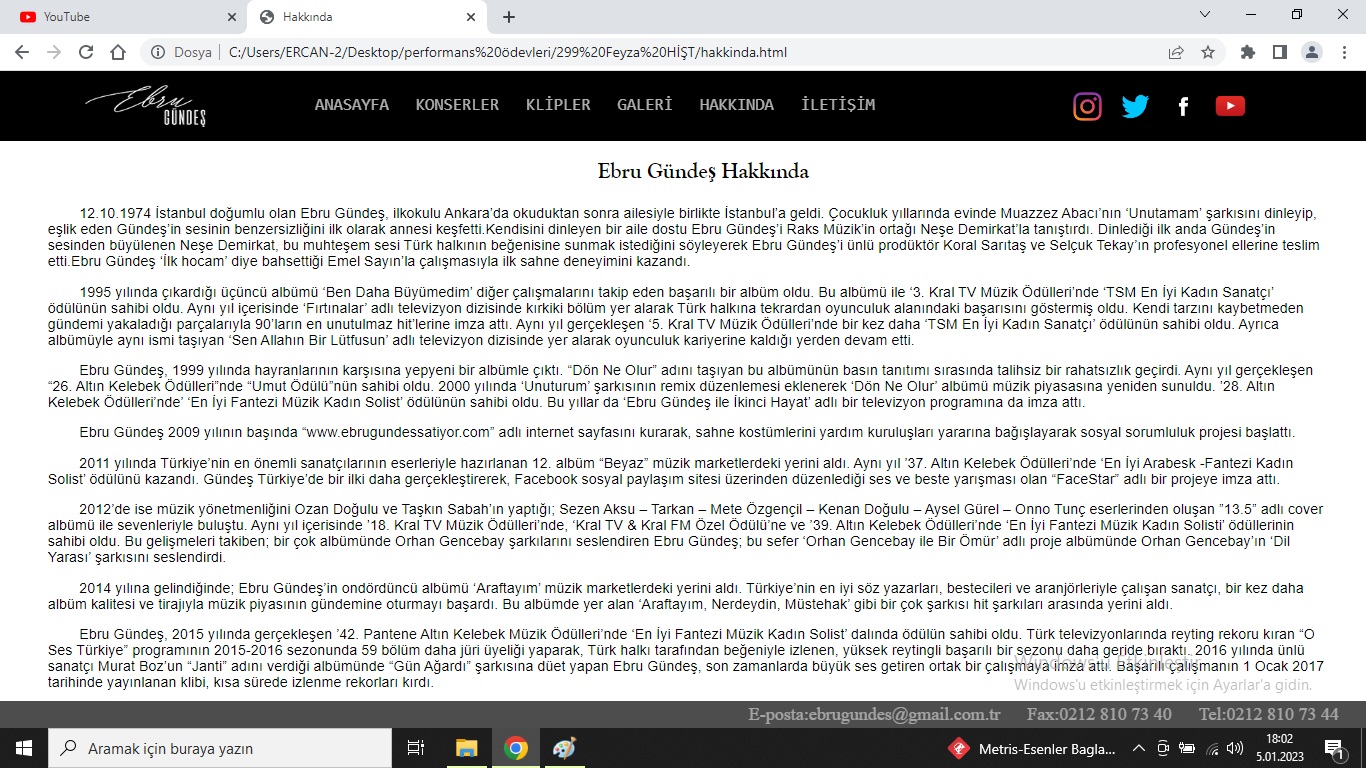 YouTube
Hakkında
Dosya
C:/Users/ERCAN-2/Desktop/performans%20ödevleri/299%20Feyza%20HİŞT/hakkinda.html
Ebru
GÜNDEŞ
ANASAYFA KONSERLER KLİPLER GALERİ HAKKINDA İLETİŞİM
Ebru Gündeş Hakkında
12.10.1974 İstanbul doğumlu olan Ebru Gündeş, ilkokulu Ankara’da okuduktan sonra ailesiyle birlikte İstanbul’a geldi. Çocukluk yıllarında evinde Muazzez Abacı’nın ‘Unutamam’ şarkısını dinleyip,
eşlik eden Gündeş’in sesinin benzersizliğini ilk olarak annesi keşfetti.Kendisini dinleyen bir aile dostu Ebru Gündeş’i Raks Müzik’in ortağı Neşe Demirkat’la tanıştırdı. Dinlediği ilk anda Gündeş’in
sesinden büyülenen Neşe Demirkat, bu muhteşem sesi Türk halkının beğenisine sunmak istediğini söyleyerek Ebru Gündeş’i ünlü prodüktör Koral Sarıtaş ve Selçuk Tekay’ın profesyonel ellerine teslim
etti.Ebru Gündeş ‘İlk hocam’ diye bahsettiği Emel Sayın’la çalışmasıyla ilk sahne deneyimini kazandı.
1995 yılında çıkardığı üçüncü albümü ‘Ben Daha Büyümedim’ diğer çalışmalarını takip eden başarılı bir albüm oldu. Bu albümü ile ‘3. Kral TV Müzik Ödülleri’nde ‘TSM En İyi Kadın Sanatçı’
ödülünün sahibi oldu. Aynı yıl içerisinde ‘Fırtınalar’ adlı televizyon dizisinde kırkiki bölüm yer alarak Türk halkına tekrardan oyunculuk alanındaki başarısını göstermiş oldu. Kendi tarzını kaybetmeden
gündemi yakaladığı parçalarıyla 90’ların en unutulmaz hit’lerine imza attı. Aynı yıl gerçekleşen ‘5. Kral TV Müzik Ödülleri’nde bir kez daha ‘TSM En İyi Kadın Sanatçı’ ödülünün sahibi oldu. Ayrıca
albümüyle aynı ismi taşıyan ‘Sen Allahın Bir Lütfusun’ adlı televizyon dizisinde yer alarak oyunculuk kariyerine kaldığı yerden devam etti.
Ebru Gündeş, 1999 yılında hayranlarının karşısına yepyeni bir albümle çıktı. “Dön Ne Olur” adını taşıyan bu albümünün basın tanıtımı sırasında talihsiz bir rahatsızlık geçirdi. Aynı yıl gerçekleşen
“26. Altın Kelebek Ödülleri”nde “Umut Ödülü”nün sahibi oldu. 2000 yılında ‘Unuturum’ şarkısının remix düzenlemesi eklenerek ‘Dön Ne Olur’ albümü müzik piyasasına yeniden sunuldu. ’28. Altın
Kelebek Ödülleri’nde’ ‘En İyi Fantezi Müzik Kadın Solist’ ödülünün sahibi oldu. Bu yıllar da ‘Ebru Gündeş ile İkinci Hayat’ adlı bir televizyon programına da imza attı.
Ebru Gündeş 2009 yılının başında “www.ebrugundessatiyor.com” adlı internet sayfasını kurarak, sahne kostümlerini yardım kuruluşları yararına bağışlayarak sosyal sorumluluk projesi başlattı.
2011 yılında Türkiye’nin en önemli sanatçılarının eserleriyle hazırlanan 12. albüm “Beyaz” müzik marketlerdeki yerini aldı. Aynı yıl ’37. Altın Kelebek Ödülleri’nde ‘En İyi Arabesk -Fantezi Kadın
Solist’ ödülünü kazandı. Gündeş Türkiye’de bir ilki daha gerçekleştirerek, Facebook sosyal paylaşım sitesi üzerinden düzenlediği ses ve beste yarışması olan “FaceStar” adlı bir projeye imza attı.
2012’de ise müzik yönetmenliğini Ozan Doğulu ve Taşkın Sabah’ın yaptığı; Sezen Aksu – Tarkan – Mete Özgençil – Kenan Doğulu – Aysel Gürel – Onno Tunç eserlerinden oluşan ”13.5” adlı cover
albümü ile sevenleriyle buluştu. Aynı yıl içerisinde ’18. Kral TV Müzik Ödülleri’nde, ‘Kral TV & Kral FM Özel Ödülü’ne ve ’39. Altın Kelebek Ödülleri’nde ‘En İyi Fantezi Müzik Kadın Solisti’ ödüllerinin
sahibi oldu. Bu gelişmeleri takiben; bir çok albümünde Orhan Gencebay şarkılarını seslendiren Ebru Gündeş; bu sefer ‘Orhan Gencebay ile Bir Ömür’ adlı proje albümünde Orhan Gencebay’ın ‘Dil
Yarası’ şarkısını seslendirdi.
2014 yılına gelindiğinde; Ebru Gündeş’in ondördüncü albümü ‘Araftayım’ müzik marketlerdeki yerini aldı. Türkiye’nin en iyi söz yazarları, bestecileri ve aranjörleriyle çalışan sanatçı, bir kez daha
albüm kalitesi ve tirajıyla müzik piyasının gündemine oturmayı başardı. Bu albümde yer alan ‘Araftayım, Nerdeydin, Müstehak’ gibi bir çok şarkısı hit şarkıları arasında yerini aldı.
Ebru Gündeş, 2015 yılında gerçekleşen ’42. Pantene Altın Kelebek Müzik Ödülleri’nde ‘En İyi Fantezi Müzik Kadın Solist’ dalında ödülün sahibi oldu. Türk televizyonlarında reyting rekoru kıran “O
Ses Türkiye” programının 2015-2016 sezonunda 59 bölüm daha jüri üyeliği yaparak, Türk halkı tarafından beğeniyle izlenen, yüksek reytingli başarılı bir sezonu daha geride bıraktı.. 2016 yılında ünlü
sanatçı Murat Boz’un “Janti” adını verdiği albümünde “Gün Ağardı” şarkısına düet yapan Ebru Gündeş, son zamanlarda büyük ses getiren ortak bir çalışmaya imza attı. Başarılı çalışmanın 1 Ocak 2017
tarihinde yayınlanan klibi, kısa sürede izlenme rekorları kırdı.
Windows'u Etkinleştir
Windows'u etkinleştirmek için Ayarlar'a gidin.
E-posta:ebrugundes@gmail.com.tr Fax:0212 810 73 40 Tel:0212 810 73 44
Aramak için buraya yazın
Metris-Esenler Bagla...
18:02
5.01.2023
1